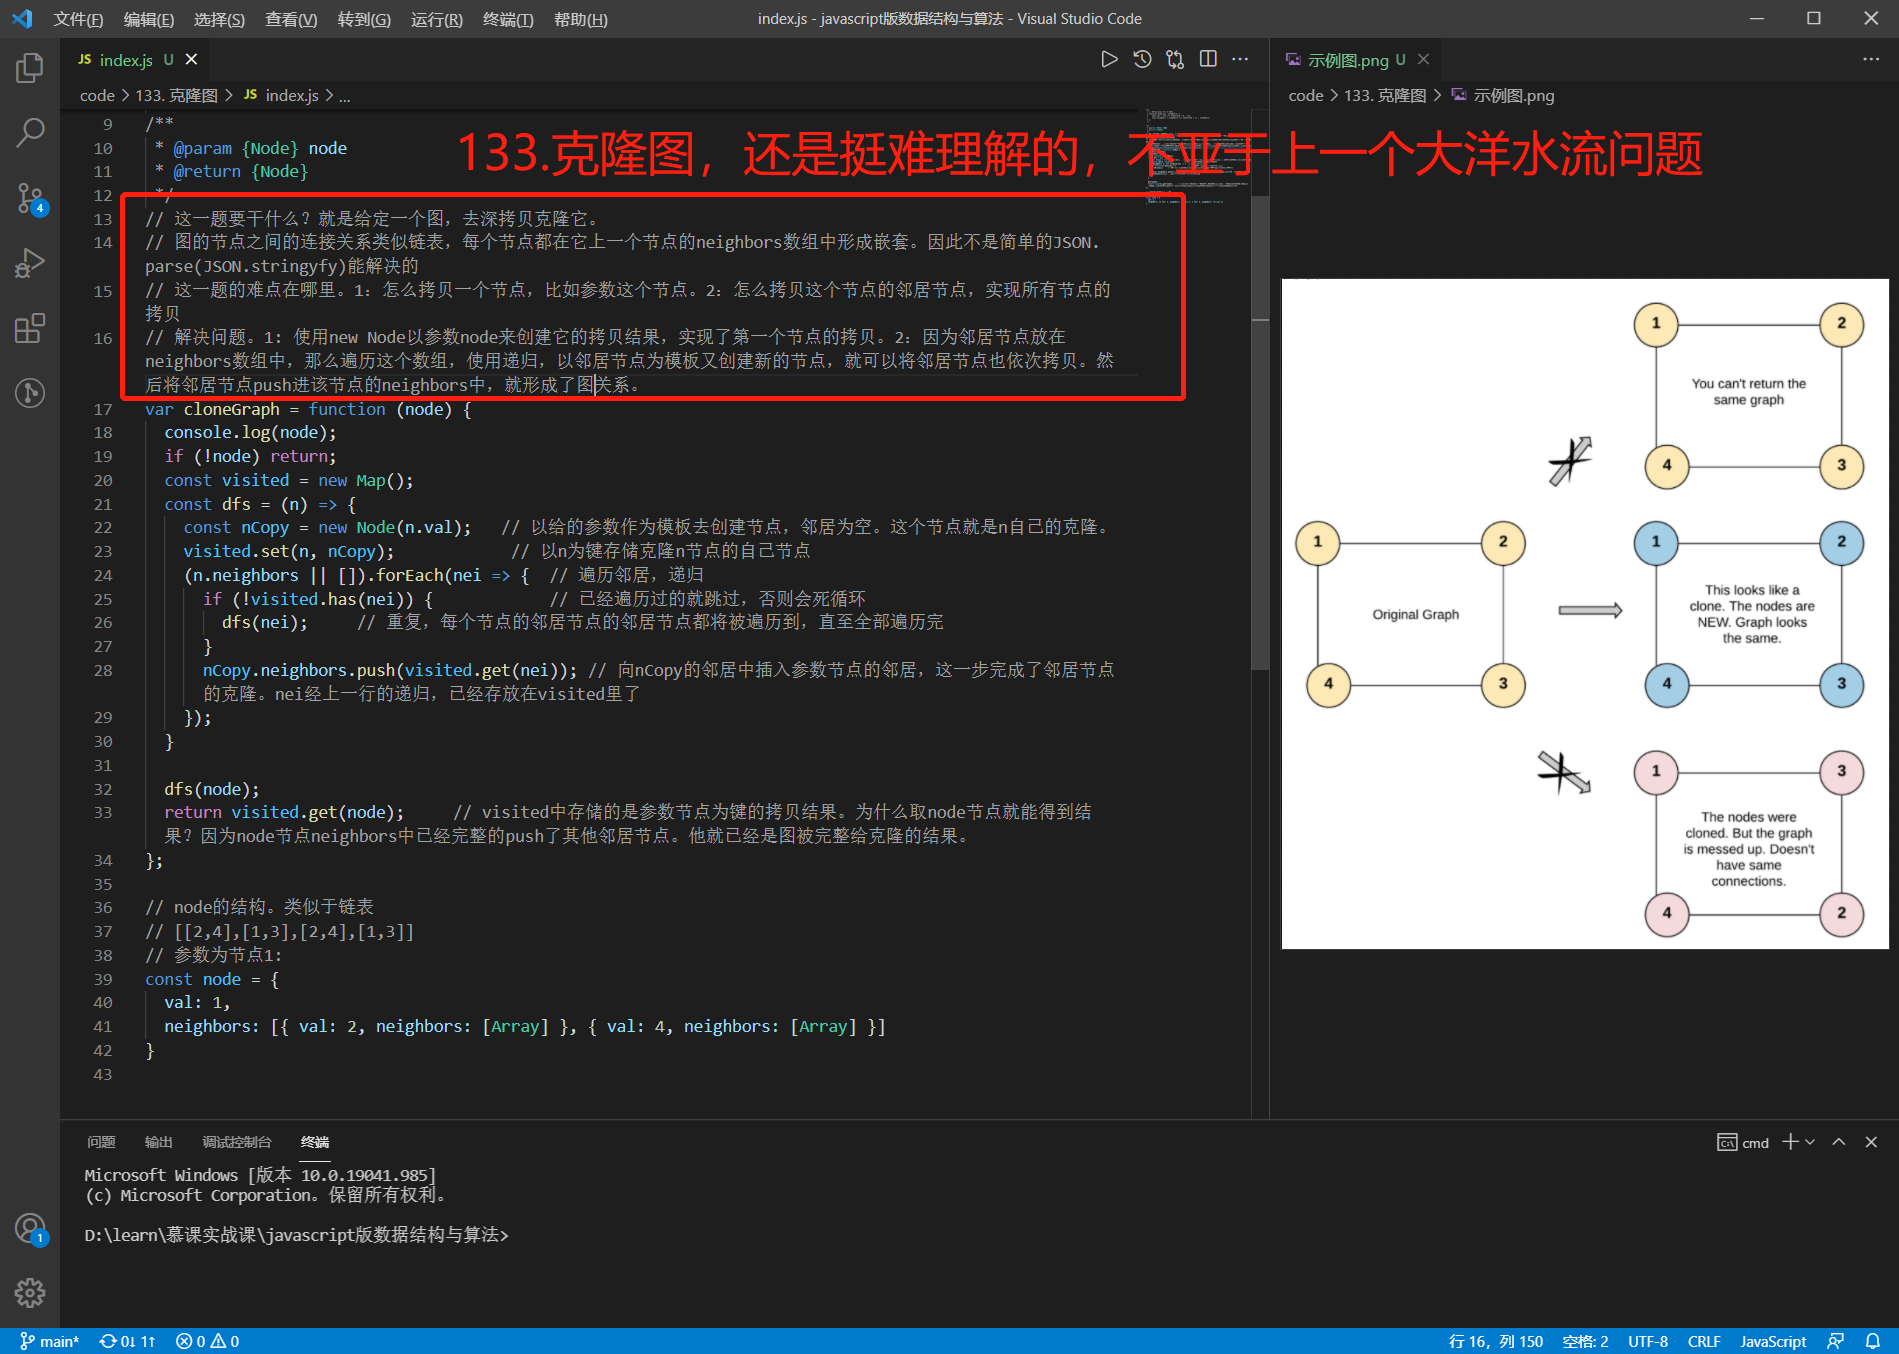 文件(F) 编辑(E) 选择(S) 查看(V) 转到(G) 运行(R) 终端(T) 帮助(H)
index.js - javascript版数据结构与算法 - Visual Studio Code
JS index.js U
示例图.png U
code > 133. 克隆图 > JS index.js > ...
code > 133. 克隆图 > 示例图.png
133.克隆图，还是挺难理解的，不亚于上一个大洋水流问题
9 /**
10 * @param {Node} node
11 * @return {Node}
12 */
13 // 这一题要干什么？就是给定一个图，去深拷贝克隆它。
14 // 图的节点之间的连接关系类似链表，每个节点都在它上一个节点的neighbors数组中形成嵌套。因此不是简单的JSON.
parse(JSON.stringyfy)能解决的
15 // 这一题的难点在哪里。1：怎么拷贝一个节点，比如参数这个节点。2：怎么拷贝这个节点的邻居节点，实现所有节点的
拷贝
16 // 解决问题。1：使用new Node以参数node来创建它的拷贝结果，实现了第一个节点的拷贝。2：因为邻居节点放在
neighbors数组中，那么遍历这个数组，使用递归，以邻居节点为模板又创建新的节点，就可以将邻居节点也依次拷贝。然
后将邻居节点push进该节点的neighbors中，就形成了图关系。
17 var cloneGraph = function (node) {
18 console.log(node);
19 if (!node) return;
20 const visited = new Map();
21 const dfs = (n) => {
22 const nCopy = new Node(n.val); // 以给的参数作为模板去创建节点，邻居为空。这个节点就是n自己的克隆。
23 visited.set(n, nCopy); // 以n为键存储克隆n节点的自己节点
24 (n.neighbors || []).forEach(nei => { // 遍历邻居，递归
25 if (!visited.has(nei)) { // 已经遍历过的就跳过，否则会死循环
26 dfs(nei); // 重复，每个节点的邻居节点的邻居节点都将被遍历到，直至全部遍历完
27 }
28 nCopy.neighbors.push(visited.get(nei)); // 向nCopy的邻居中插入参数节点的邻居，这一步完成了邻居节点
的克隆。nei经上一行的递归，已经存放在visited里了
29 });
30 }
31
32 dfs(node);
33 return visited.get(node); // visited中存储的是参数节点为键的拷贝结果。为什么取node节点就能得到结
果？因为node节点neighbors中已经完整的push了其他邻居节点。他就已经是图被完整给克隆的结果。
34 };
35
36 // node的结构。类似于链表
37 // [[2,4],[1,3],[2,4],[1,3]]
38 // 参数为节点1:
39 const node = {
40 val: 1,
41 neighbors: [{ val: 2, neighbors: [Array] }, { val: 4, neighbors: [Array] }]
42 }
43
1 2
You can't return the
same graph
4 3
1 2
Original Graph
4 3
1 2
This looks like a
clone. The nodes are
NEW. Graph looks
the same.
4 3
1 3
The nodes were
cloned. But the graph
is messed up. Doesn't
have same
connections.
4 2
问题 输出 调试控制台 终端
cmd
Microsoft Windows [版本 10.0.19041.985]
(c) Microsoft Corporation。保留所有权利。
D:\learn\慕课实战课\javascript版数据结构与算法>
4
1
main* 0↓ 1↑ 0 0
行 16，列 150 空格: 2 UTF-8 CRLF JavaScript